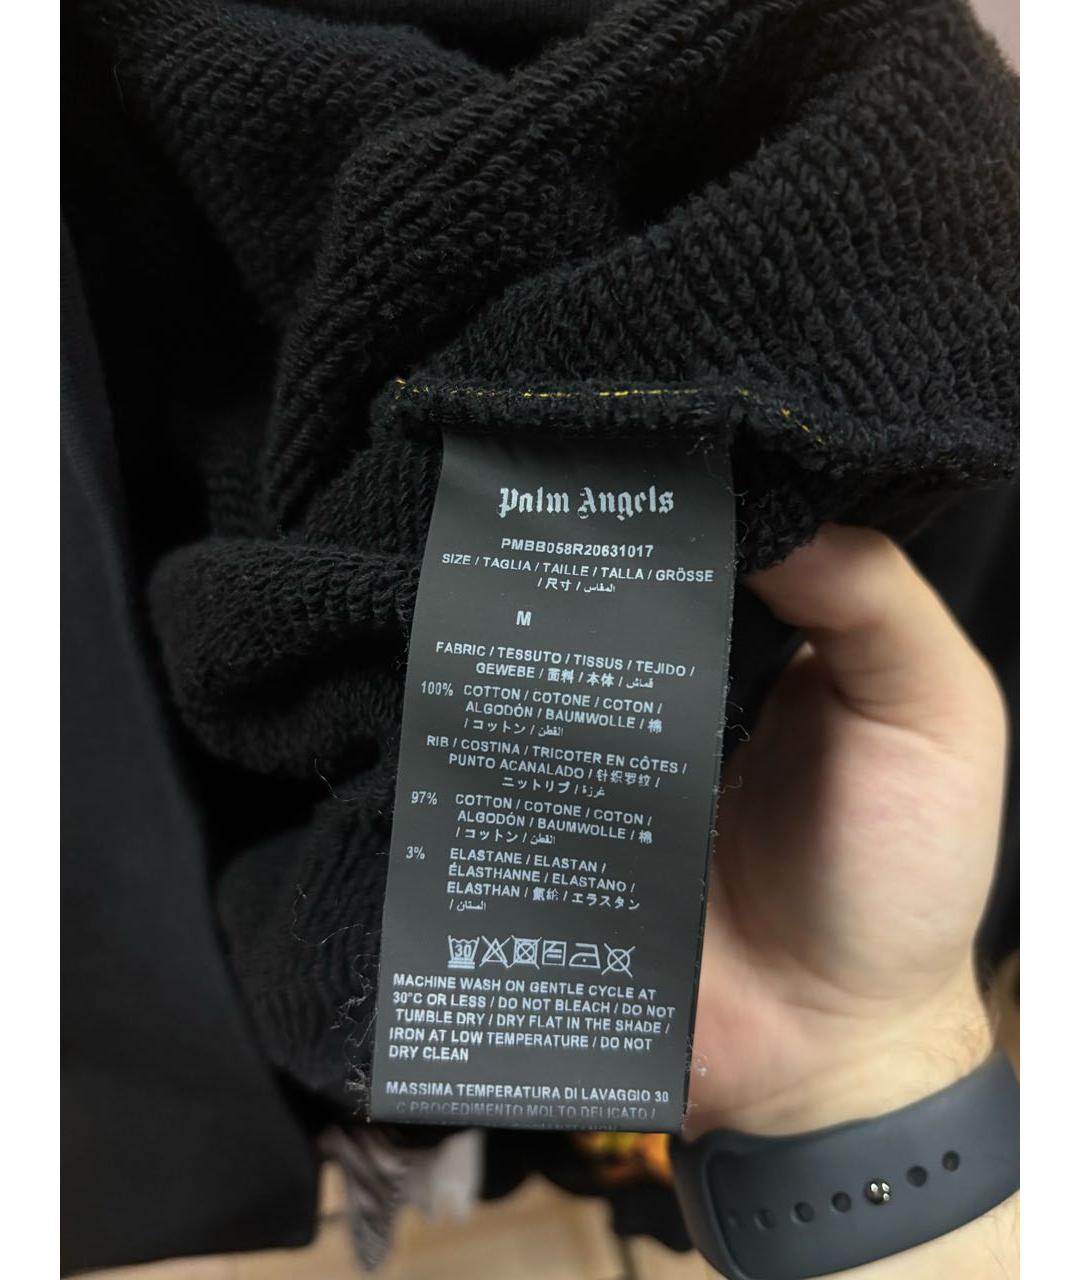 Palm Angels
PMBB058R20631017
SIZE / TAGLIA / TAILLE / TALLA / GRÖSSE
/ 尺寸 / المقاس
M
FABRIC / TESSUTO / TISSUS / TEJIDO /
GEWEBE / 面料 / 本体 / قماش
100% COTTON / COTONE / COTON /
ALGODÓN / BAUMWOLLE / 棉
/ コットン / القطن
RIB / COSTINA / TRICOTER EN CÔTES /
PUNTO ACANALADO / 针织罗纹 /
ニットリブ / غرزة
97% COTTON / COTONE / COTON /
ALGODÓN / BAUMWOLLE / 棉
/ コットン / القطن
3% ELASTANE / ELASTAN /
ÉLASTHANNE / ELASTANO /
ELASTHAN / 氨纶 / エラスタン
/ الستان
30
MACHINE WASH ON GENTLE CYCLE AT
30°C OR LESS / DO NOT BLEACH / DO NOT
TUMBLE DRY / DRY FLAT IN THE SHADE /
IRON AT LOW TEMPERATURE / DO NOT
DRY CLEAN
MASSIMA TEMPERATURA DI LAVAGGIO 30
C PROCEDIMENTO MOLTO DELICATO /